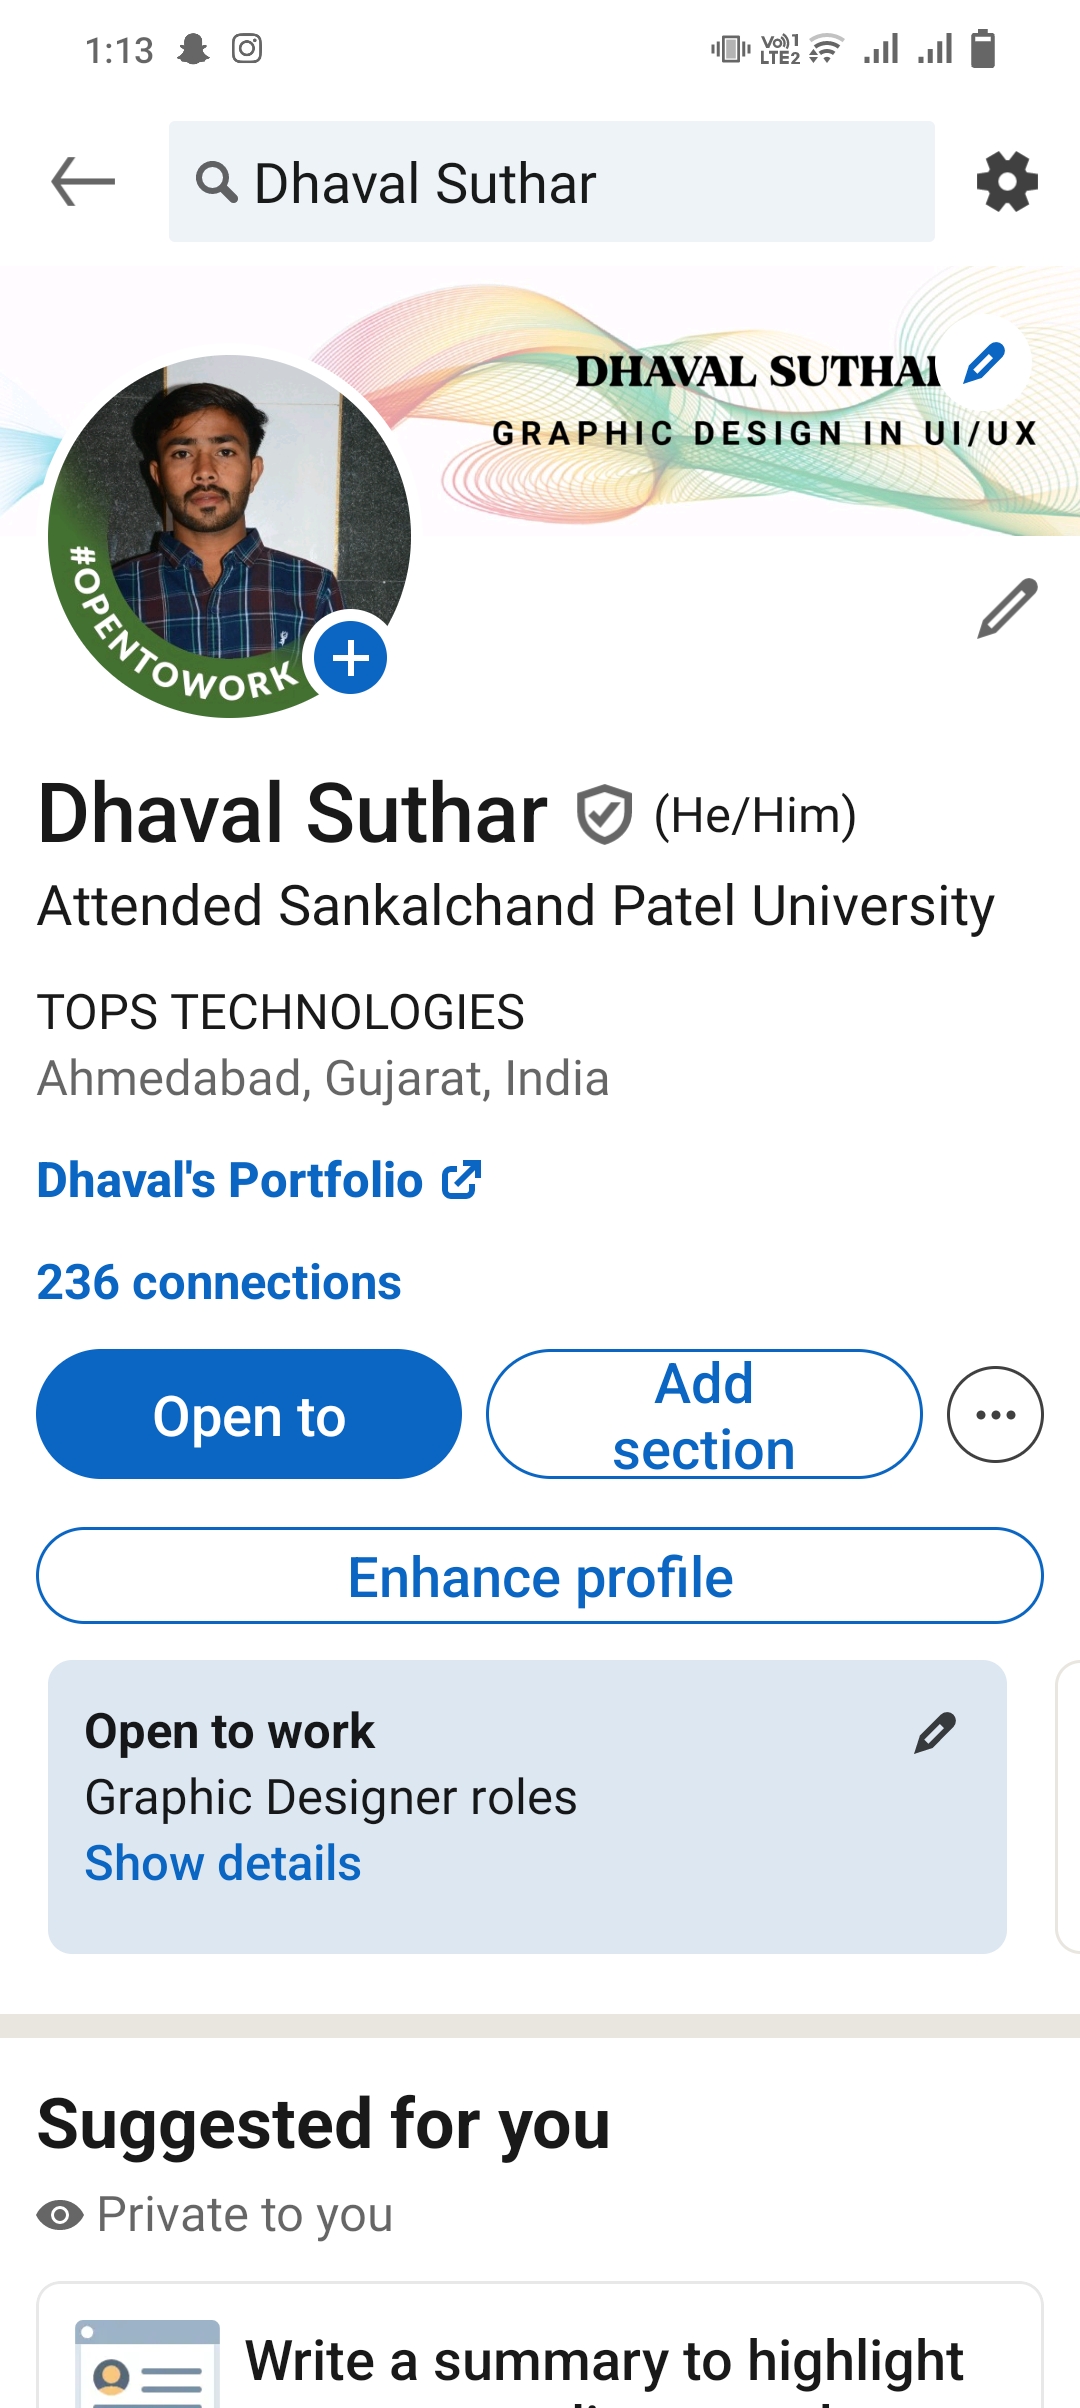 1:13
Vo)) 1
LTE2
Dhaval Suthar
DHAVAL
GRAPHIC DESIGN IN UI/UX
#OPENTOWORK
Dhaval Suthar (He/Him)
Attended Sankalchand Patel University
TOPS TECHNOLOGIES
Ahmedabad, Gujarat, India
Dhaval's Portfolio
236 connections
Open to
Add
section
Enhance profile
Open to work
Graphic Designer roles
Show details
Suggested for you
Private to you
Write a summary to highlight